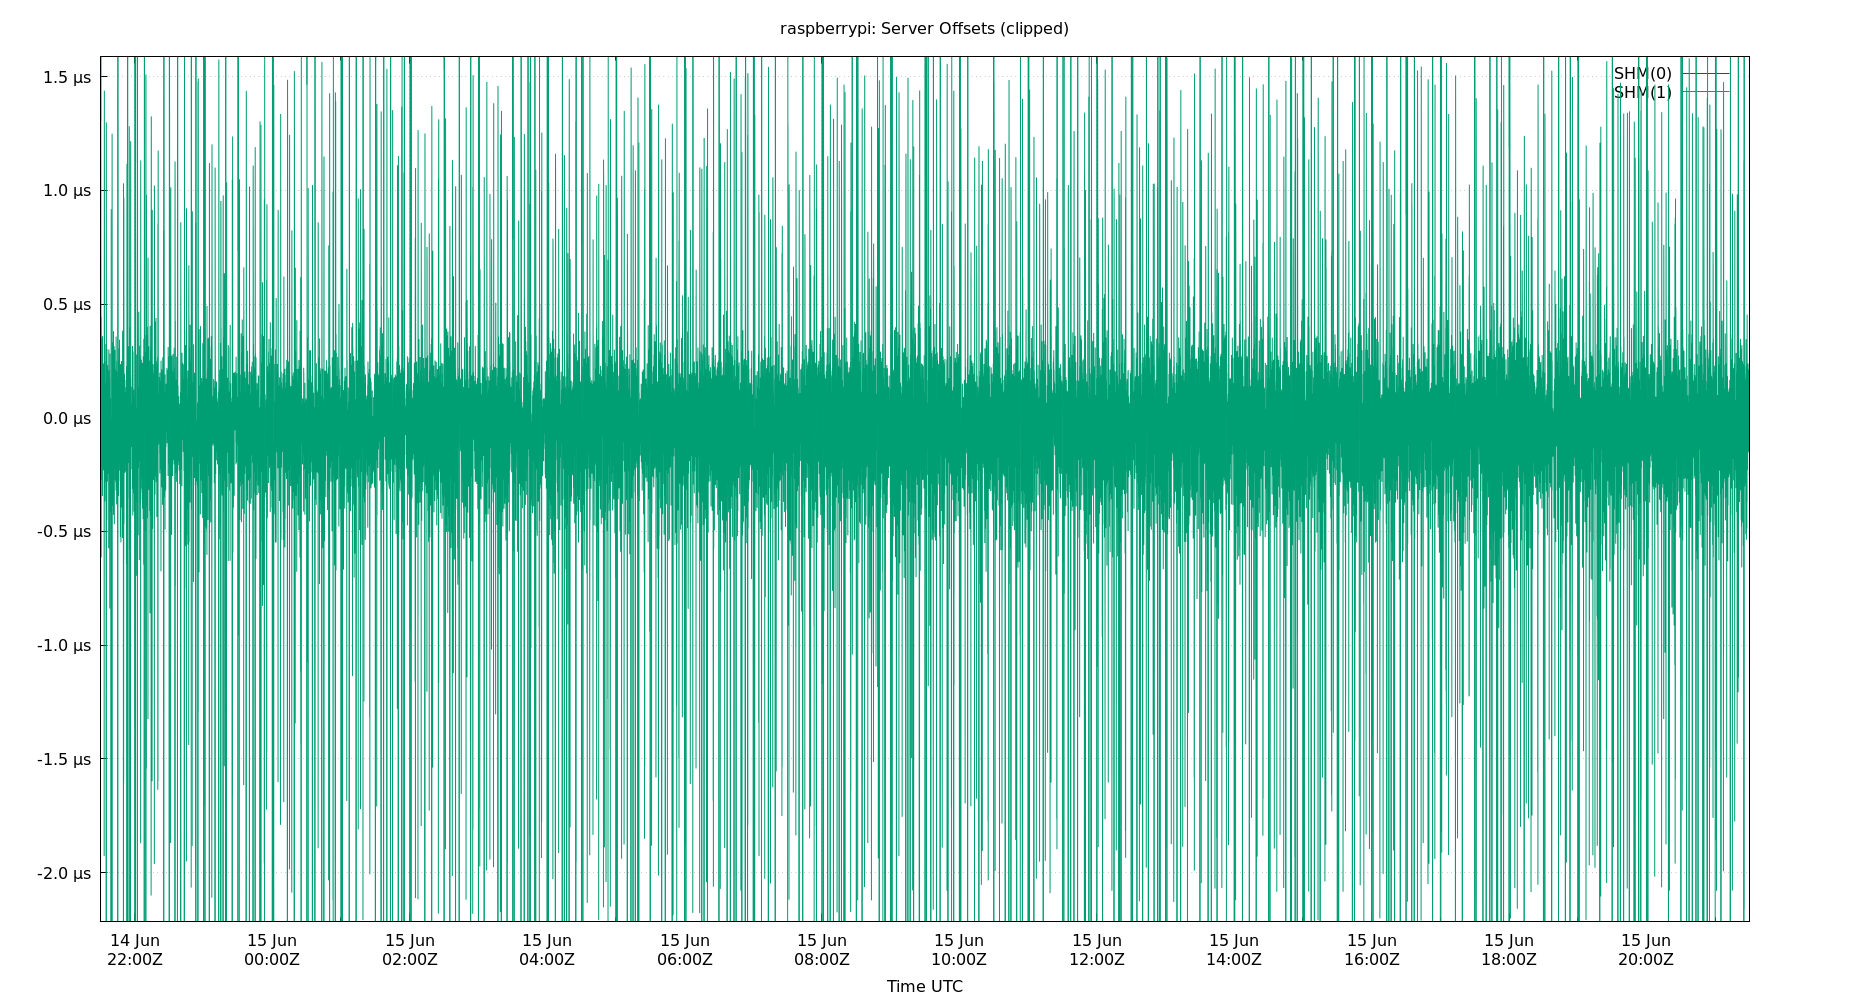 raspberrypi: Server Offsets (clipped)
SHM(0)
SHM(1)
1.5 µs
1.0 µs
0.5 µs
0.0 µs
-0.5 µs
-1.0 µs
-1.5 µs
-2.0 µs
14 Jun 15 Jun 15 Jun 15 Jun 15 Jun 15 Jun 15 Jun 15 Jun 15 Jun 15 Jun 15 Jun 15 Jun
22:00Z 00:00Z 02:00Z 04:00Z 06:00Z 08:00Z 10:00Z 12:00Z 14:00Z 16:00Z 18:00Z 20:00Z
Time UTC